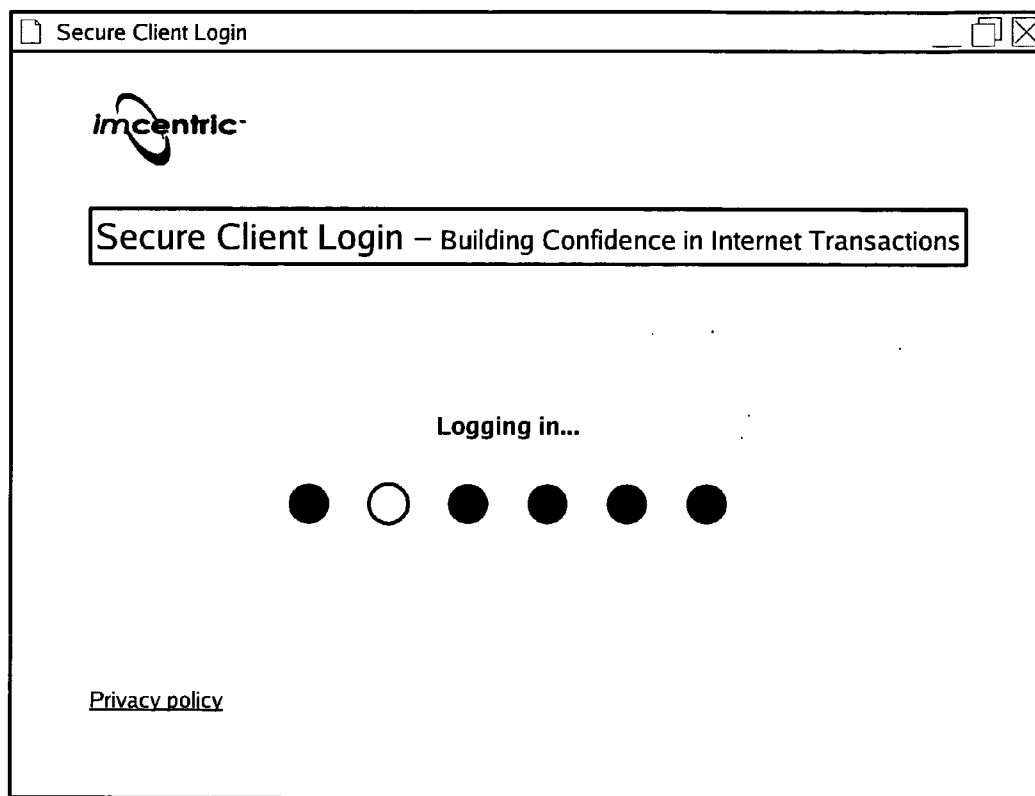 Secure Client Login
imcentric
Secure Client Login – Building Confidence in Internet Transactions
Logging in...
Privacy policy